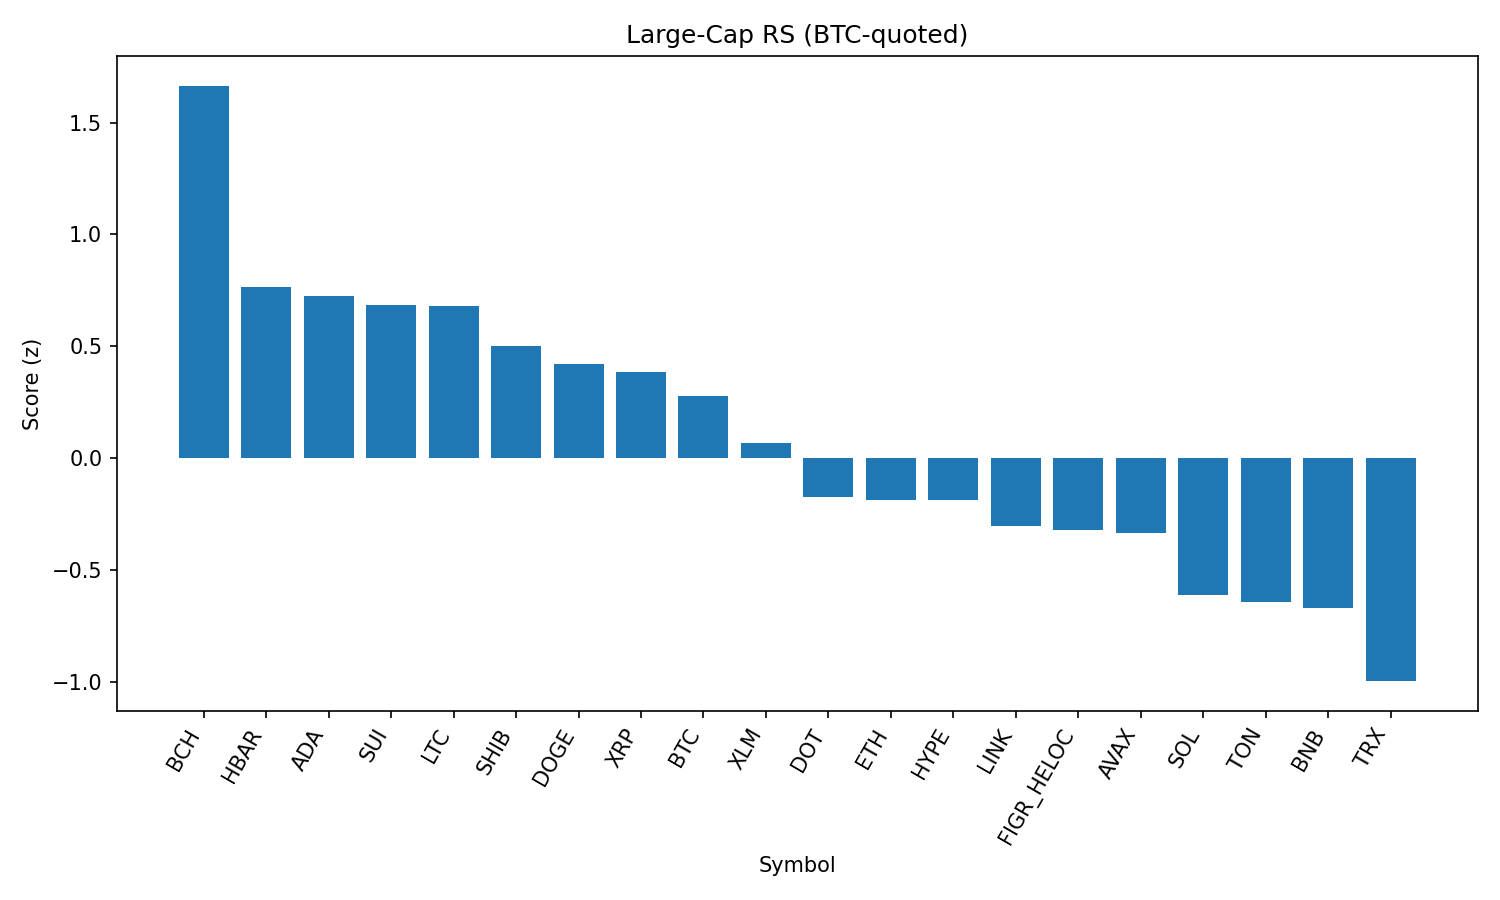 Large-Cap RS (BTC-quoted)
Score (z)
1.5
1.0
0.5
0.0
−0.5
−1.0
BCH
HBAR
ADA
SUI
LTC
SHIB
DOGE
XRP
BTC
XLM
DOT
ETH
HYPE
LINK
FIGR_HELOC
AVAX
SOL
TON
BNB
TRX
Symbol